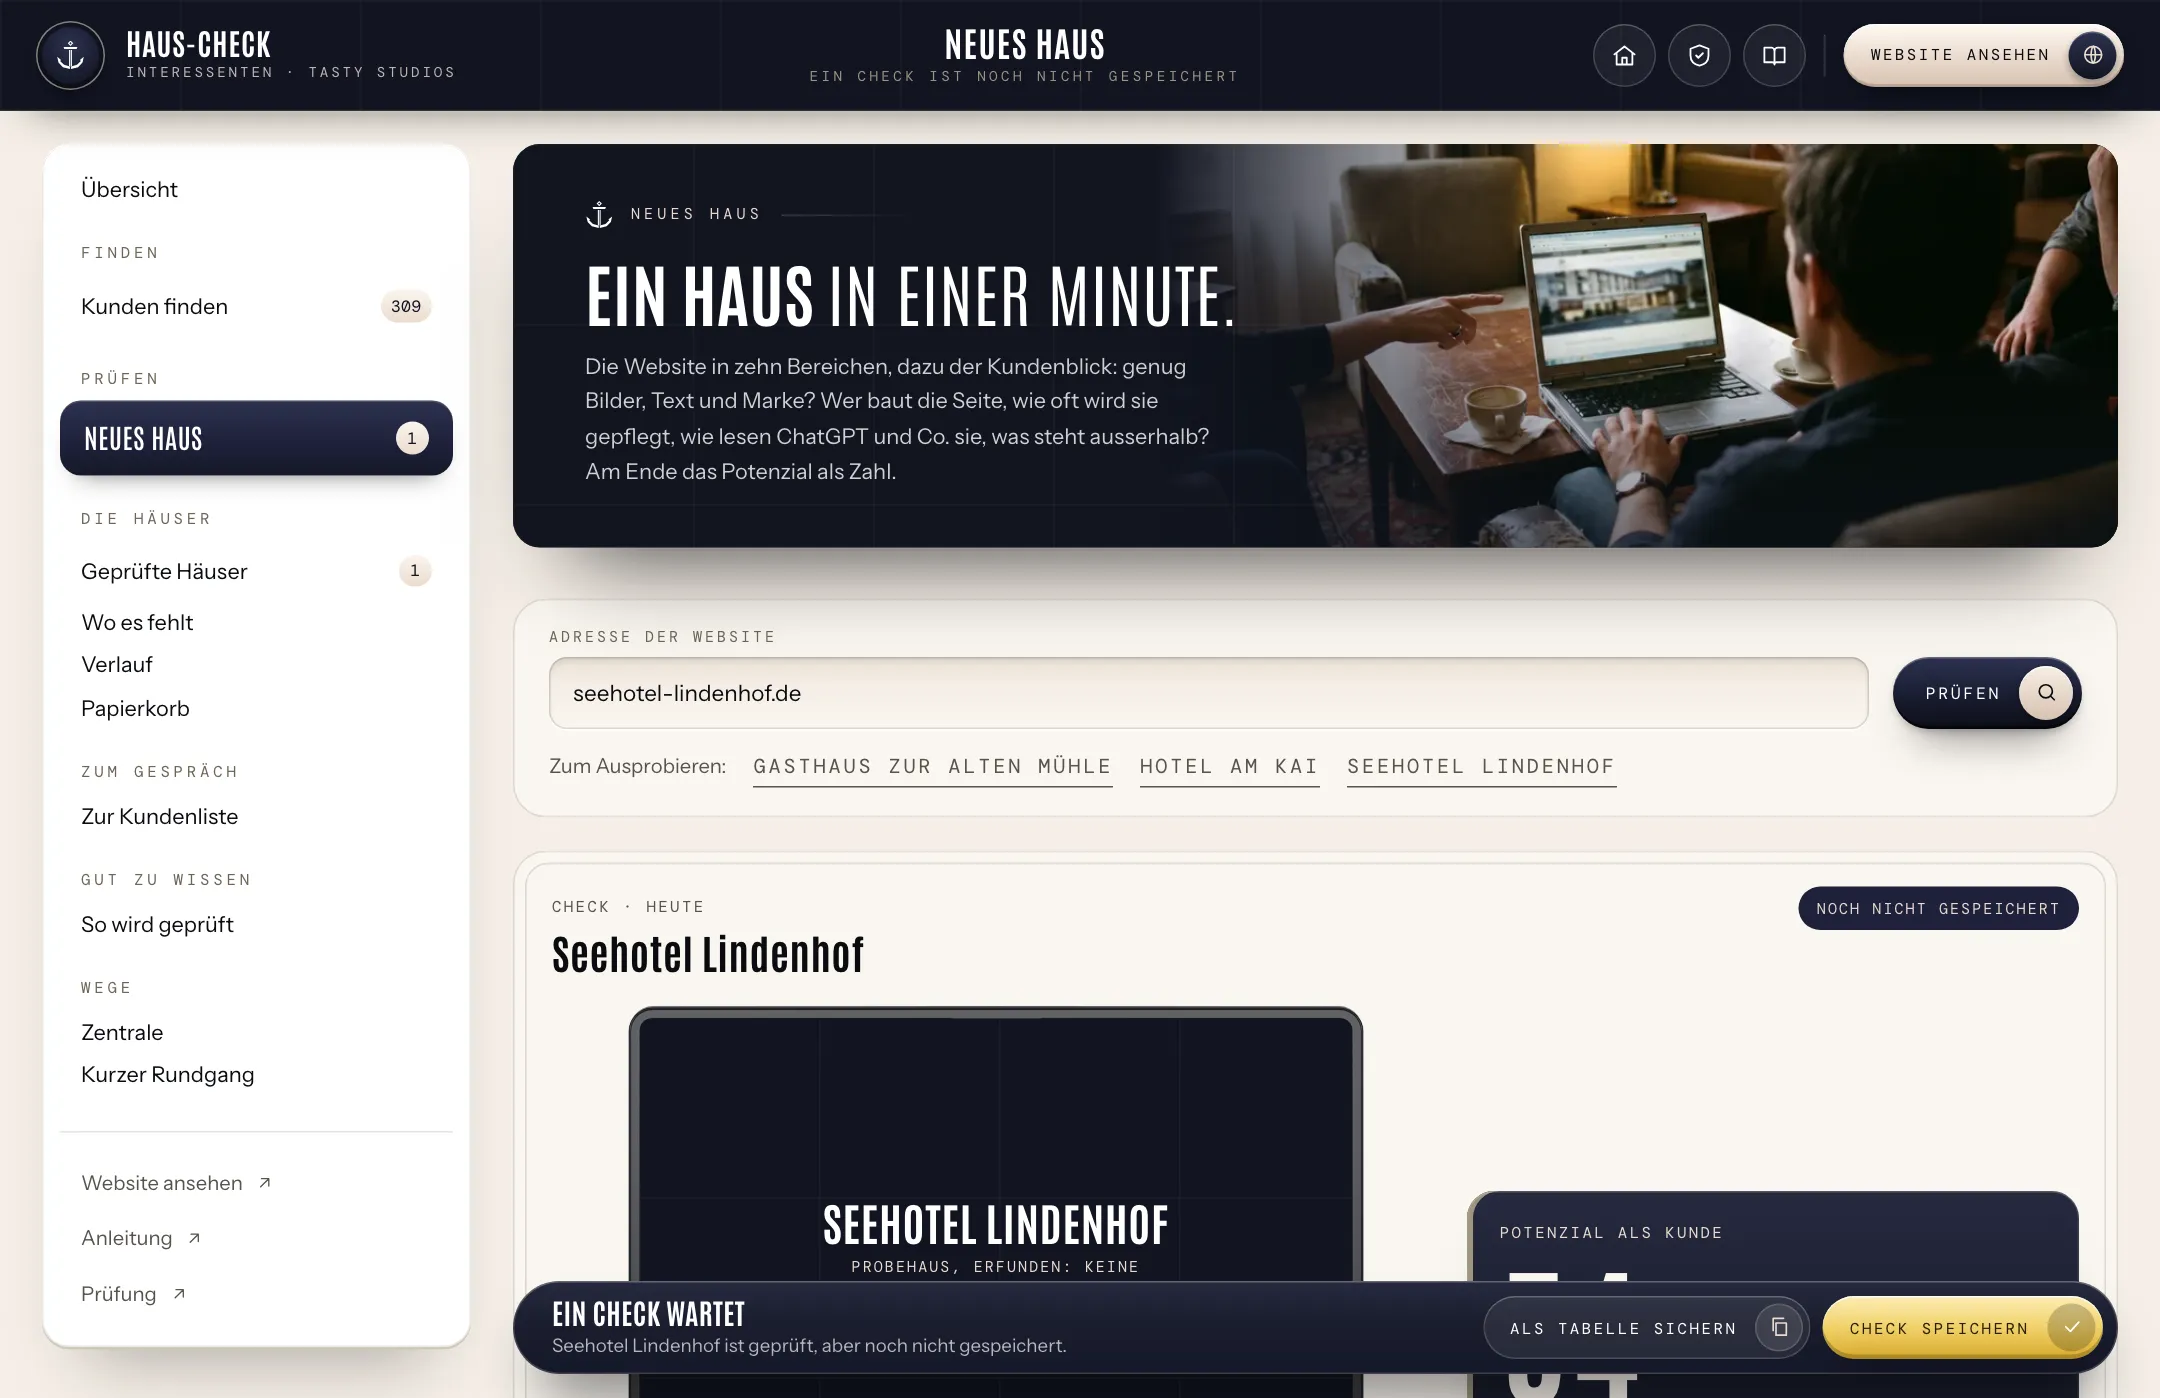 HAUS-CHECK
INTERESSENTEN · TASTY STUDIOS
NEUES HAUS
EIN CHECK IST NOCH NICHT GESPEICHERT
WEBSITE ANSEHEN
Übersicht
FINDEN
Kunden finden 309
PRÜFEN
NEUES HAUS 1
DIE HÄUSER
Geprüfte Häuser 1
Wo es fehlt
Verlauf
Papierkorb
ZUM GESPRÄCH
Zur Kundenliste
GUT ZU WISSEN
So wird geprüft
WEGE
Zentrale
Kurzer Rundgang
Website ansehen
Anleitung
Prüfung
NEUES HAUS
EIN HAUS IN EINER MINUTE.
Die Website in zehn Bereichen, dazu der Kundenblick: genug
Bilder, Text und Marke? Wer baut die Seite, wie oft wird sie
gepflegt, wie lesen ChatGPT und Co. sie, was steht ausserhalb?
Am Ende das Potenzial als Zahl.
ADRESSE DER WEBSITE
seehotel-lindenhof.de
PRÜFEN
Zum Ausprobieren: GASTHAUS ZUR ALTEN MÜHLE HOTEL AM KAI SEEHOTEL LINDENHOF
CHECK · HEUTE
NOCH NICHT GESPEICHERT
Seehotel Lindenhof
SEEHOTEL LINDENHOF
PROBEHAUS, ERFUNDEN: KEINE
POTENZIAL ALS KUNDE
EIN CHECK WARTET
Seehotel Lindenhof ist geprüft, aber noch nicht gespeichert.
ALS TABELLE SICHERN
CHECK SPEICHERN